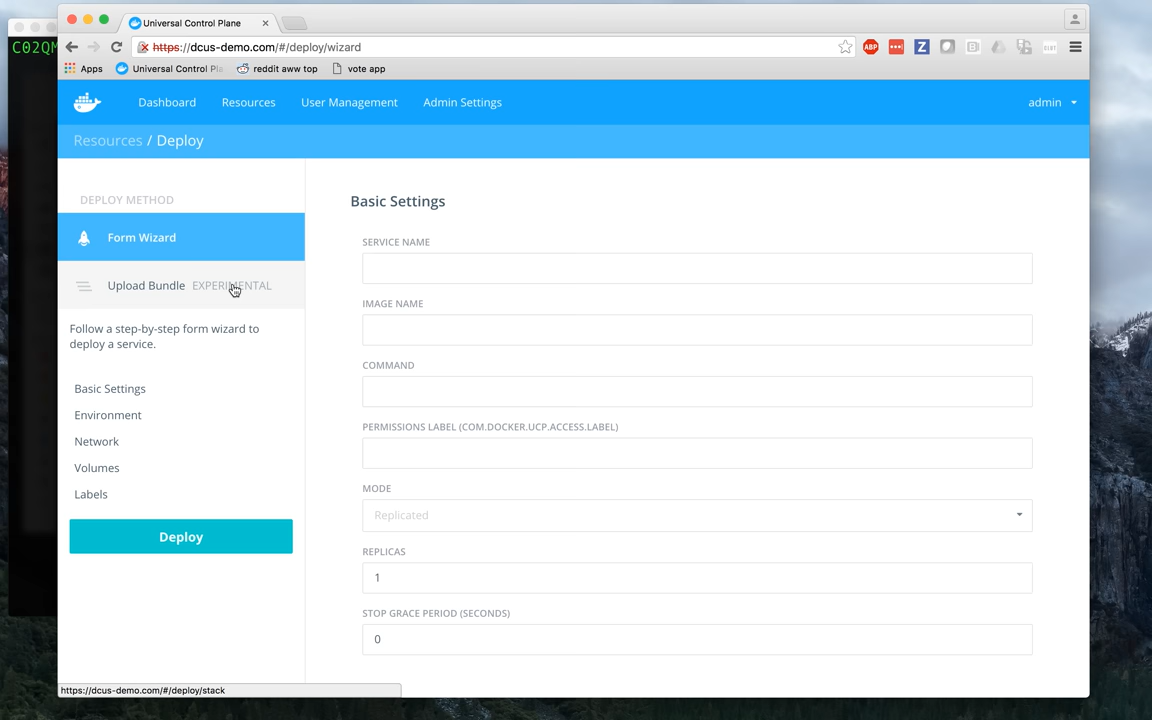 C02QM
Universal Control Plane
https://dcus-demo.com/#/deploy/wizard
ABP
Z
B
Apps
Universal Control Pla
reddit aww top
vote app
Dashboard
Resources
User Management
Admin Settings
admin
Resources / Deploy
DEPLOY METHOD
Form Wizard
Upload Bundle EXPERIMENTAL
Follow a step-by-step form wizard to
deploy a service.
Basic Settings
Environment
Network
Volumes
Labels
Deploy
Basic Settings
SERVICE NAME
IMAGE NAME
COMMAND
PERMISSIONS LABEL (COM.DOCKER.UCP.ACCESS.LABEL)
MODE
Replicated
REPLICAS
1
STOP GRACE PERIOD (SECONDS)
0
https://dcus-demo.com/#/deploy/stack